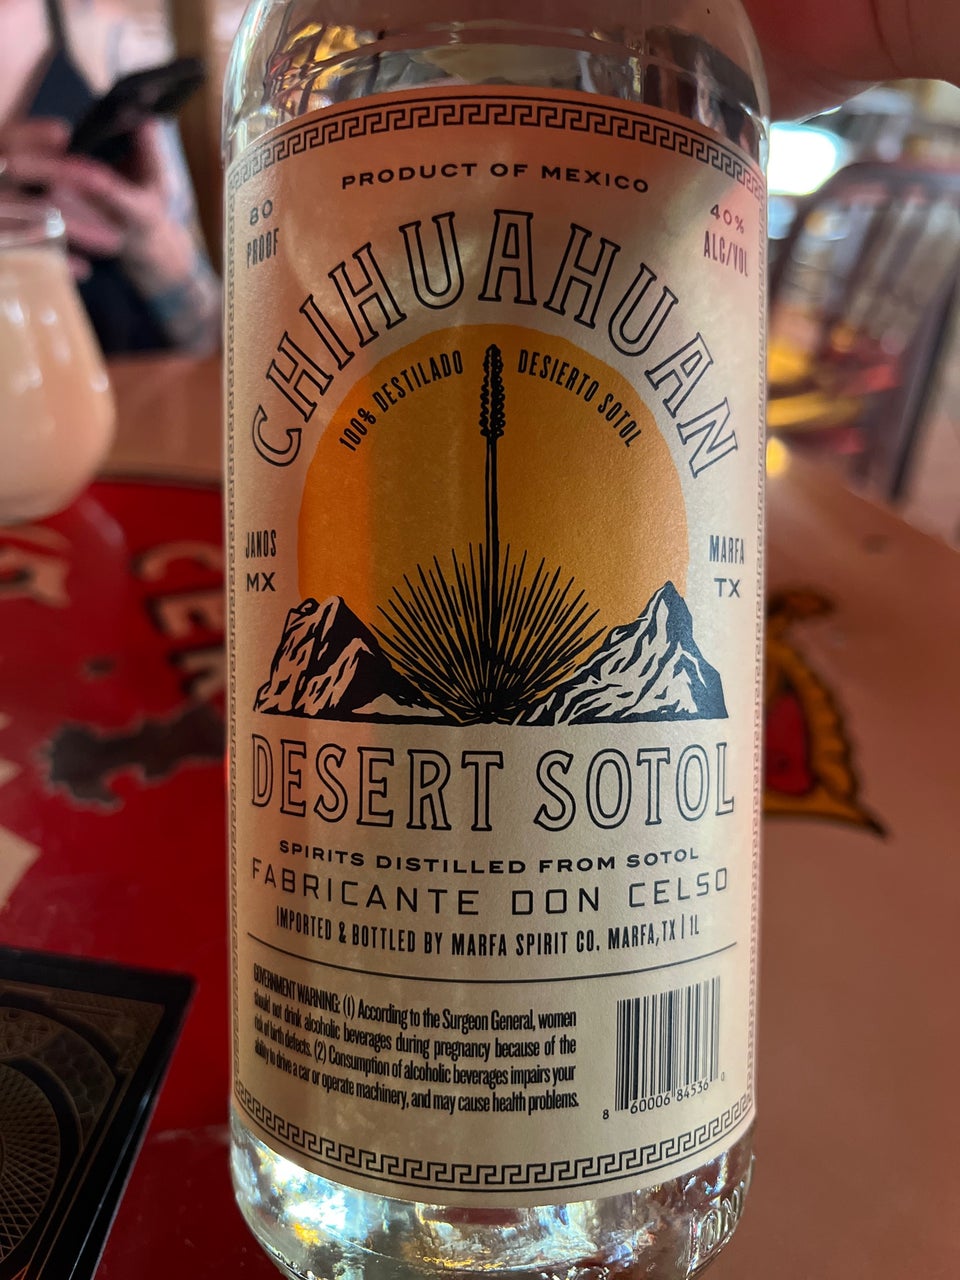 PRODUCT OF MEXICO
80 PROOF
40% ALC/VOL
CHIHUAHUAN
100% DESTILADO DESIERTO SOTOL
JANOS MX
MARFA TX
DESERT SOTOL
SPIRITS DISTILLED FROM SOTOL
FABRICANTE DON CELSO
IMPORTED & BOTTLED BY MARFA SPIRIT CO. MARFA, TX | 1L
GOVERNMENT WARNING: (1) According to the Surgeon General, women
should not drink alcoholic beverages during pregnancy because of the
risk of birth defects. (2) Consumption of alcoholic beverages impairs your
ability to drive a car or operate machinery, and may cause health problems.
8 60006 84536 0